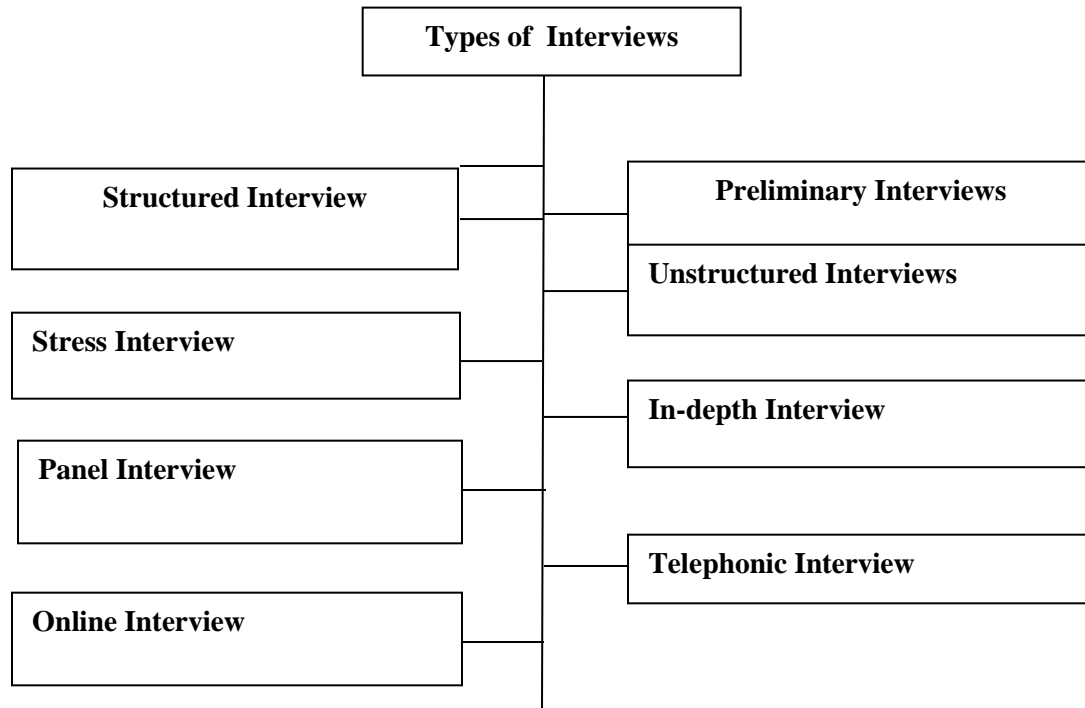 Types of Interviews
Structured Interview
Preliminary Interviews
Unstructured Interviews
Stress Interview
In-depth Interview
Panel Interview
Telephonic Interview
Online Interview